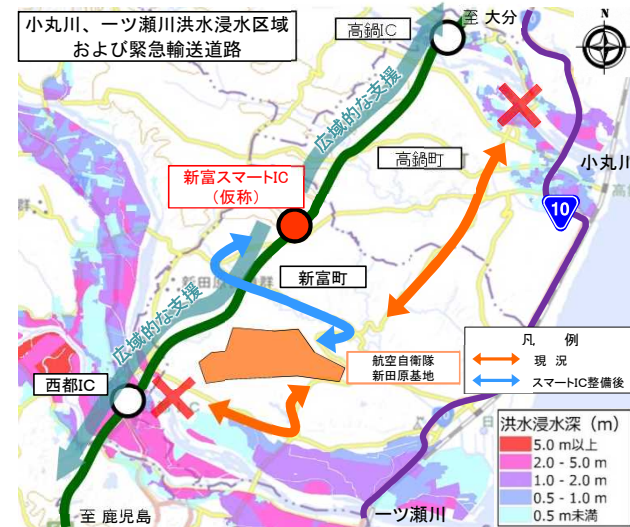 小丸川、一ツ瀬川洪水浸水区域
および緊急輸送道路
高鍋IC
至 大分
N
広域的な支援
高鍋町
小丸川
新富スマートIC
(仮称)
10
新富町
広域的な支援
航空自衛隊
新田原基地
凡 例
現 況
スマートIC整備後
西都IC
洪水浸水深(m)
5.0 m以上
2.0 - 5.0 m
1.0 - 2.0 m
0.5 - 1.0 m
0.5 m未満
至 鹿児島
一ツ瀬川